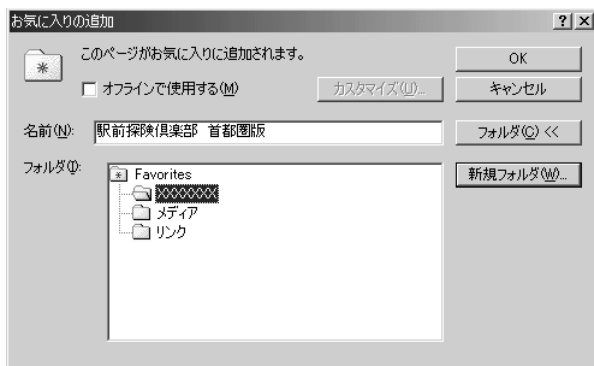 お気に入りの追加
このページがお気に入りに追加されます。
オフラインで使用する(M)
カスタマイズ(U)...
OK
キャンセル
名前(N):
駅前探険倶楽部 首都圏版
フォルダ(C) <<
フォルダ(I):
新規フォルダ(W)...
Favorites
XXXXXXXX
メディア
リンク